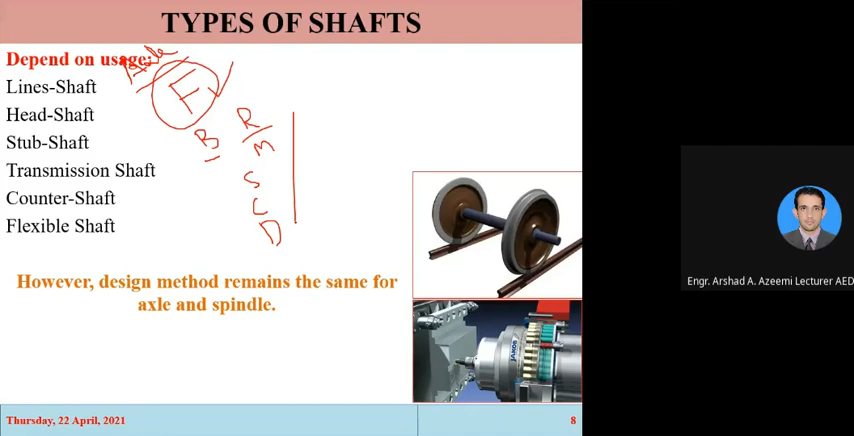 TYPES OF SHAFTS
Depend on usage:
Axle
Lines-Shaft
F
Head-Shaft
R/M
B
Stub-Shaft
S
Transmission Shaft
L
Counter-Shaft
D
Flexible Shaft
However, design method remains the same for
axle and spindle.
Engr. Arshad A. Azeemi Lecturer AED
Thursday, 22 April, 2021
8